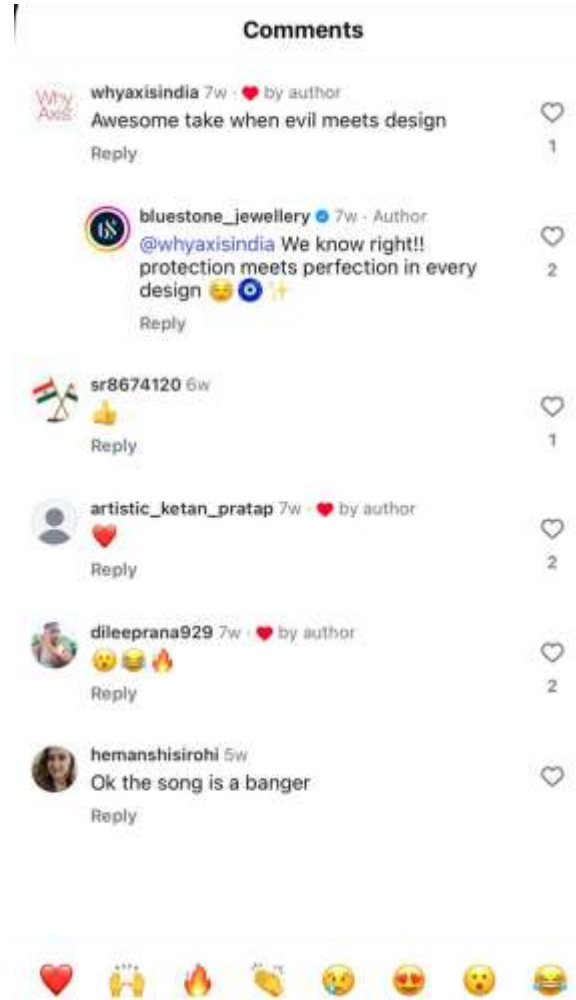 Comments
Why
Axis
whyaxisindia 7w · ❤️ by author
Awesome take when evil meets design
Reply
1
bluestone_jewellery 7w · Author
@whyaxisindia We know right!!
protection meets perfection in every
design 😌🧿✨
Reply
2
sr8674120 6w
👍
Reply
1
artistic_ketan_pratap 7w · ❤️ by author
❤️
Reply
2
dileeprana929 7w · ❤️ by author
😮😂🔥
Reply
2
hemanshisirohi 5w
Ok the song is a banger
Reply
❤️ 🙌 🔥 👏 😢 😍 😮 😂